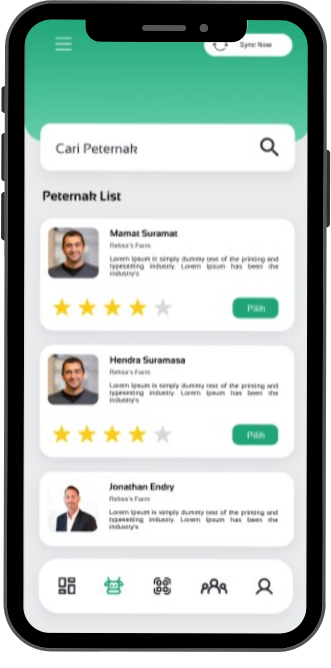 Sync Now
Cari Peternak
Peternak List
Mamat Suramat
Retno's Farm
Lorem Ipsum is simply dummy text of the printing and
typesetting industry. Lorem Ipsum has been the
industry's
Pilih
Hendra Suramasa
Retno's Farm
Lorem Ipsum is simply dummy text of the printing and
typesetting industry. Lorem Ipsum has been the
industry's
Pilih
Jonathan Endry
Retno's Farm
Lorem Ipsum is simply dummy text of the printing and
typesetting industry. Lorem Ipsum has been the
industry's